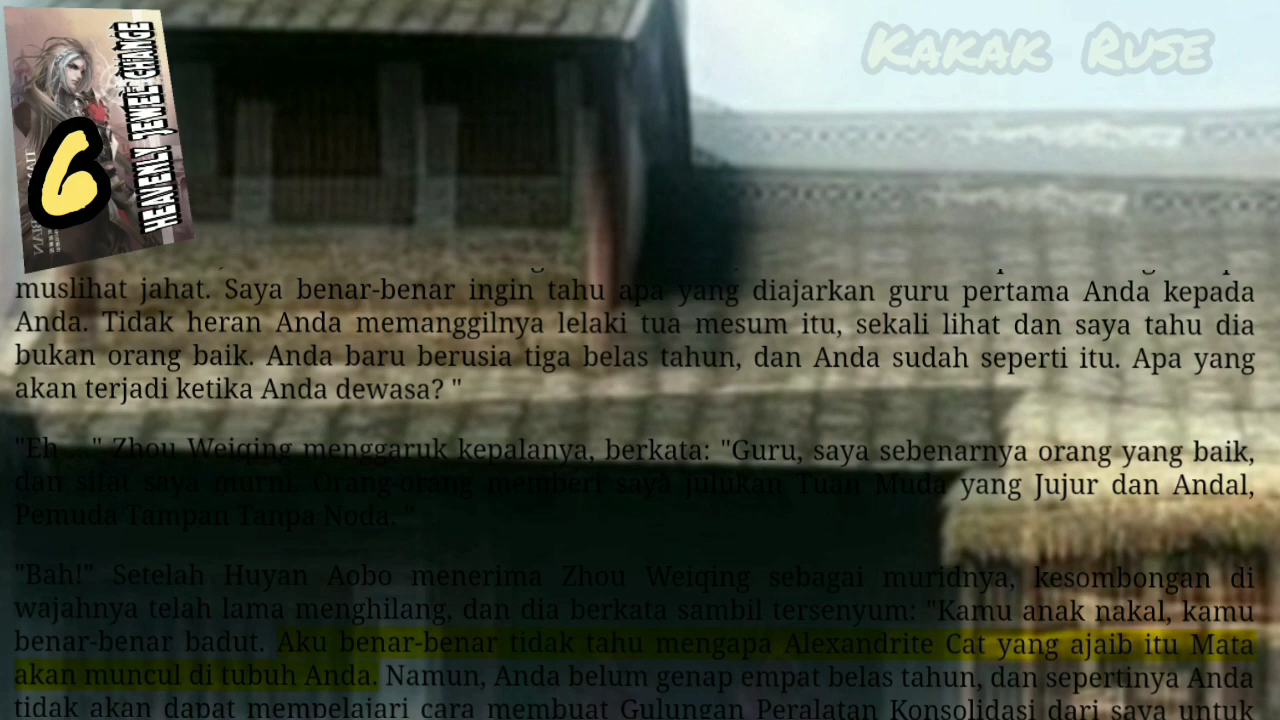 Kakak Ruse
HEAVENLY JEWEL CHANGE
6
muslihat jahat. Saya benar-benar ingin tahu apa yang diajarkan guru pertama Anda kepada
Anda. Tidak heran Anda memanggilnya lelaki tua mesum itu, sekali lihat dan saya tahu dia
bukan orang baik. Anda baru berusia tiga belas tahun, dan Anda sudah seperti itu. Apa yang
akan terjadi ketika Anda dewasa? "
"Eh ... " Zhou Weiqing menggaruk kepalanya, berkata: "Guru, saya sebenarnya orang yang baik,
dan sifat saya murni. Orang-orang memberi saya julukan Tuan Muda yang Jujur dan Andal,
Pemuda Tampan Tanpa Noda. "
"Bah!" Setelah Huyan Aobo menerima Zhou Weiqing sebagai muridnya, kesombongan di
wajahnya telah lama menghilang, dan dia berkata sambil tersenyum: "Kamu anak nakal, kamu
benar-benar badut. Aku benar-benar tidak tahu mengapa Alexandrite Cat yang ajaib itu Mata
akan muncul di tubuh Anda. Namun, Anda belum genap empat belas tahun, dan sepertinya Anda
tidak akan dapat mempelajari cara membuat Gulungan Peralatan Konsolidasi dari saya untuk